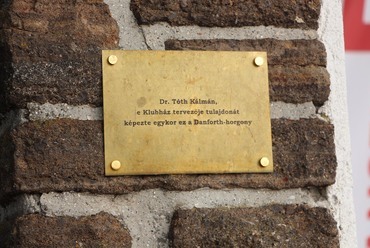 Dr. Tóth Kálmán,
e Klubház tervezője tulajdonát
képezte egykor ez a Danforth-horgony